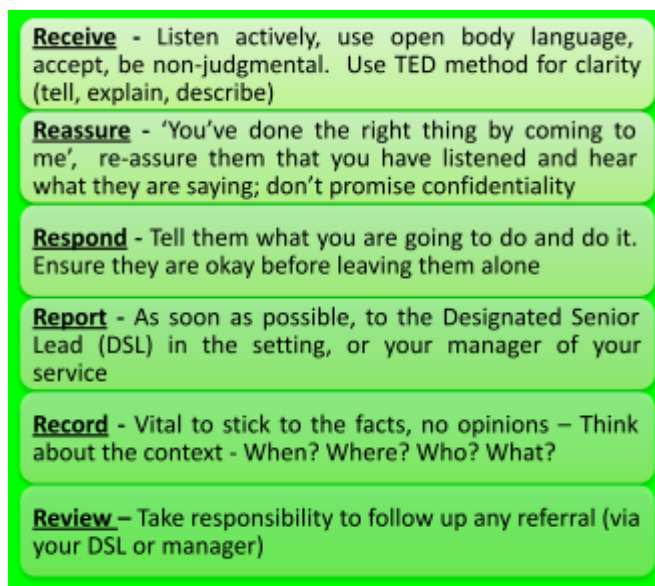 Receive - Listen actively, use open body language,
accept, be non-judgmental. Use TED method for clarity
(tell, explain, describe)
Reassure - ‘You’ve done the right thing by coming to
me’, re-assure them that you have listened and hear
what they are saying; don’t promise confidentiality
Respond - Tell them what you are going to do and do it.
Ensure they are okay before leaving them alone
Report - As soon as possible, to the Designated Senior
Lead (DSL) in the setting, or your manager of your
service
Record - Vital to stick to the facts, no opinions – Think
about the context - When? Where? Who? What?
Review – Take responsibility to follow up any referral (via
your DSL or manager)